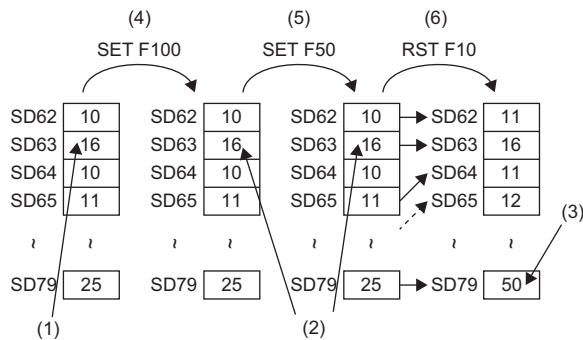 (4) (5) (6)
SET F100 SET F50 RST F10
SD62 10 SD62 10 SD62 10 SD62 11
SD63 16 SD63 16 SD63 16 SD63 16
SD64 10 SD64 10 SD64 10 SD64 11
SD65 11 SD65 11 SD65 11 SD65 12
~ ~ ~ ~ ~ ~ ~ ~
(3)
SD79 25 SD79 25 SD79 25 SD79 50
(1) (2)